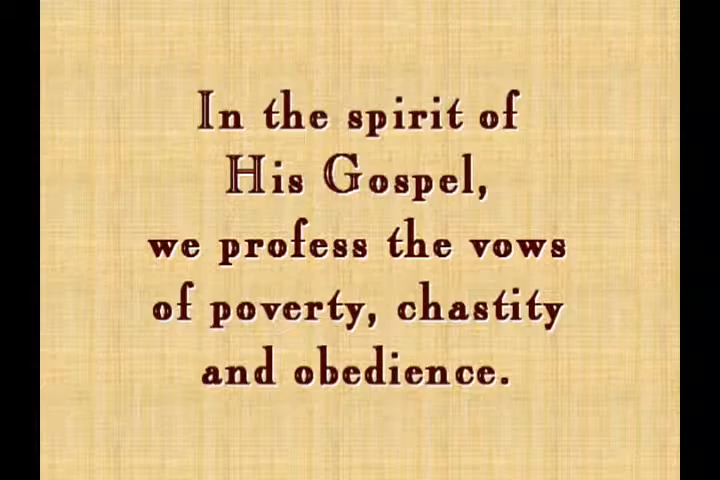 In the spirit of
His Gospel,
we profess the vows
of poverty, chastity
and obedience.